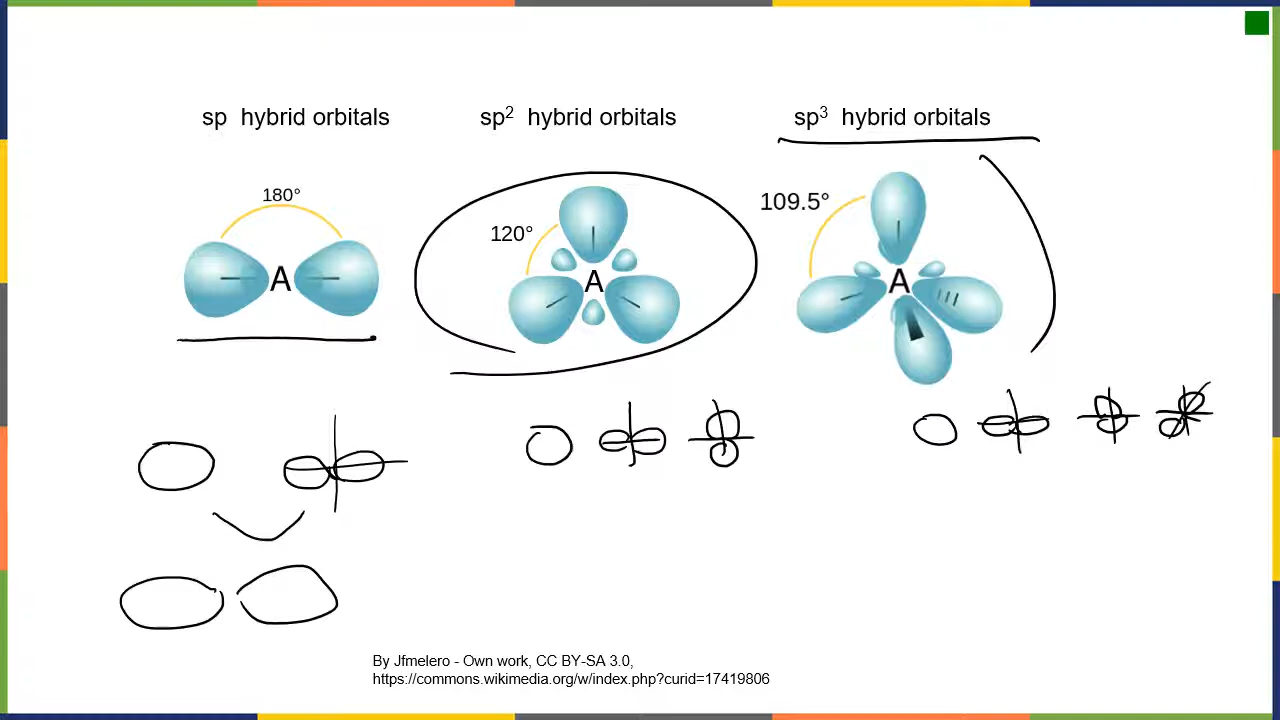 sp hybrid orbitals
sp² hybrid orbitals
sp³ hybrid orbitals
180°
120°
109.5°
A
A
A
By Jfmelero - Own work, CC BY-SA 3.0,
https://commons.wikimedia.org/w/index.php?curid=17419806